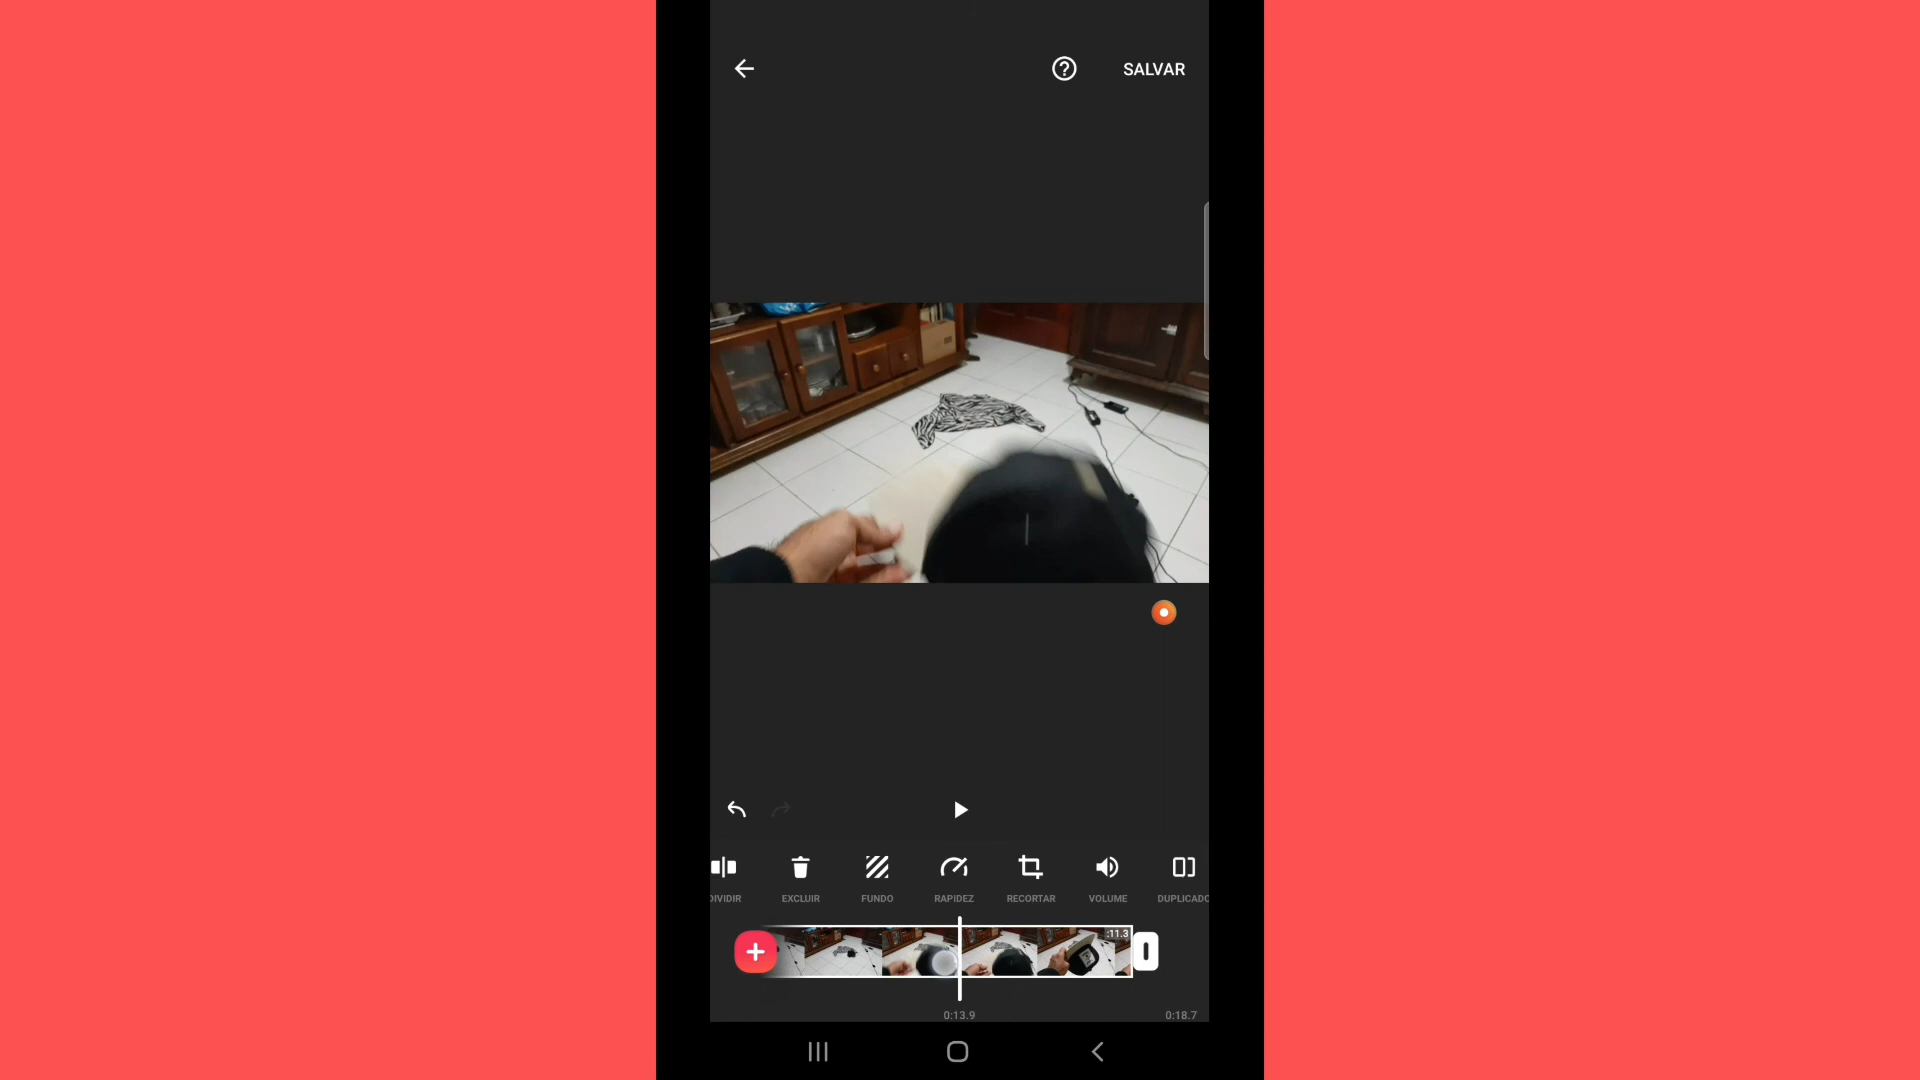 SALVAR
DIVIDIR
EXCLUIR
FUNDO
RAPIDEZ
RECORTAR
VOLUME
DUPLICADO
:11.3
0:13.9
0:18.7